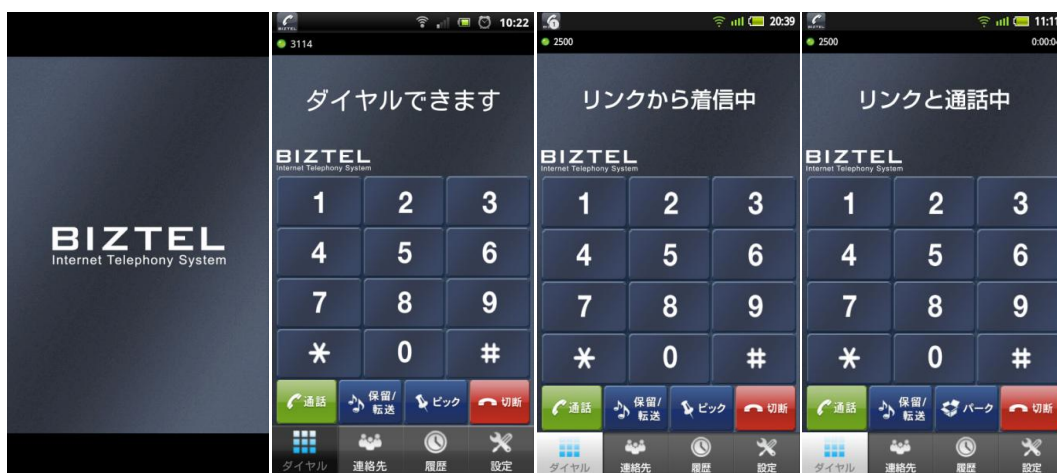 BIZTEL
Internet Telephony System
BIZTEL
10:22
3114
ダイヤルできます
BIZTEL
Internet Telephony System
1 2 3
4 5 6
7 8 9
* 0 #
通話 保留/転送 ピック 切断
ダイヤル 連絡先 履歴 設定
20:39
2500
リンクから着信中
BIZTEL
Internet Telephony System
1 2 3
4 5 6
7 8 9
* 0 #
通話 保留/転送 ピック 切断
ダイヤル 連絡先 履歴 設定
BIZTEL
11:11
2500 0:00:04
リンクと通話中
BIZTEL
Internet Telephony System
1 2 3
4 5 6
7 8 9
* 0 #
通話 保留/転送 パーク 切断
ダイヤル 連絡先 履歴 設定